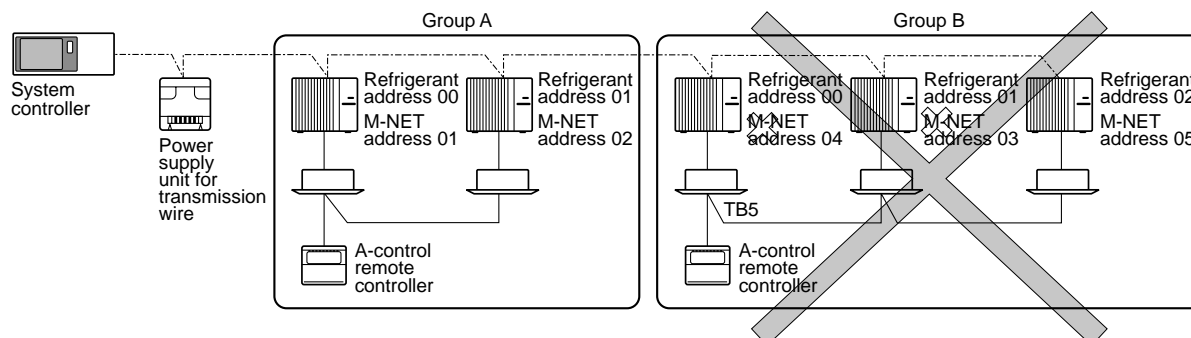 Group A
Group B
System
controller
Power
supply
unit for
transmission
wire
Refrigerant
address 00
M-NET
address 01
Refrigerant
address 01
M-NET
address 02
A-control
remote
controller
Refrigerant
address 00
M-NET
address 04
Refrigerant
address 01
M-NET
address 03
Refrigerant
address 02
M-NET
address 05
TB5
A-control
remote
controller